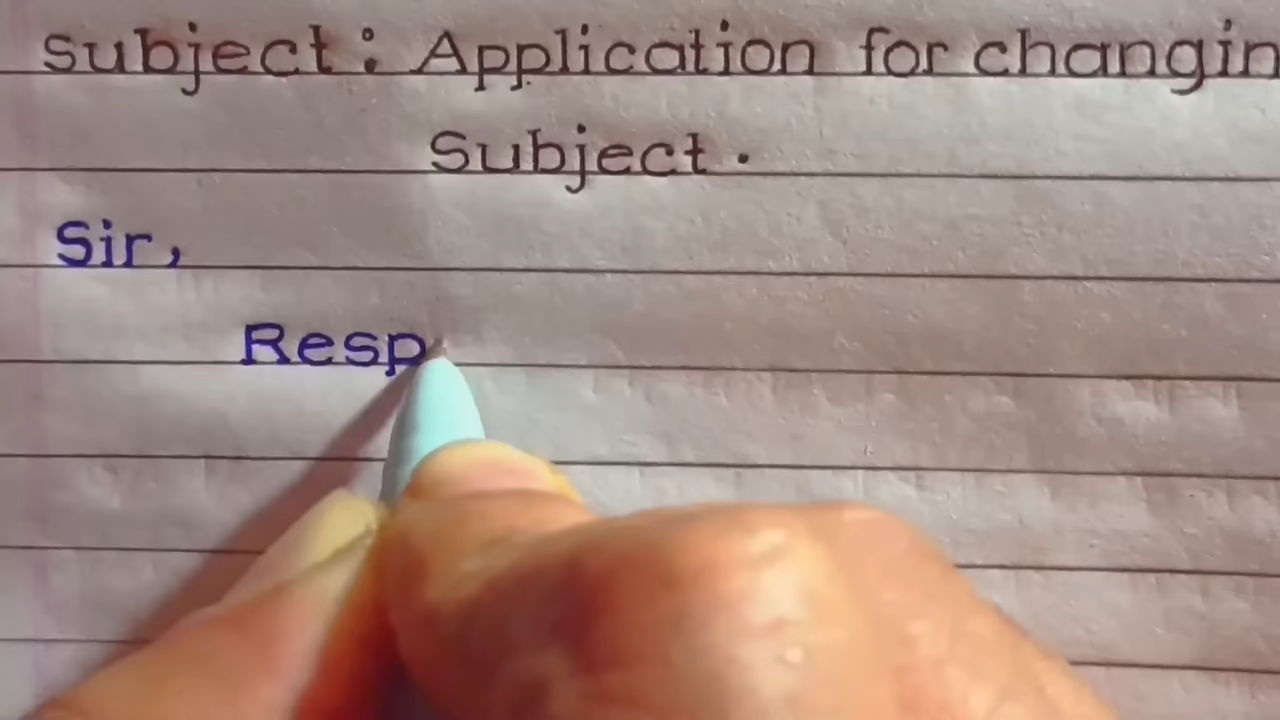 Subject: Application for changin
Subject.
Sir,
Resp